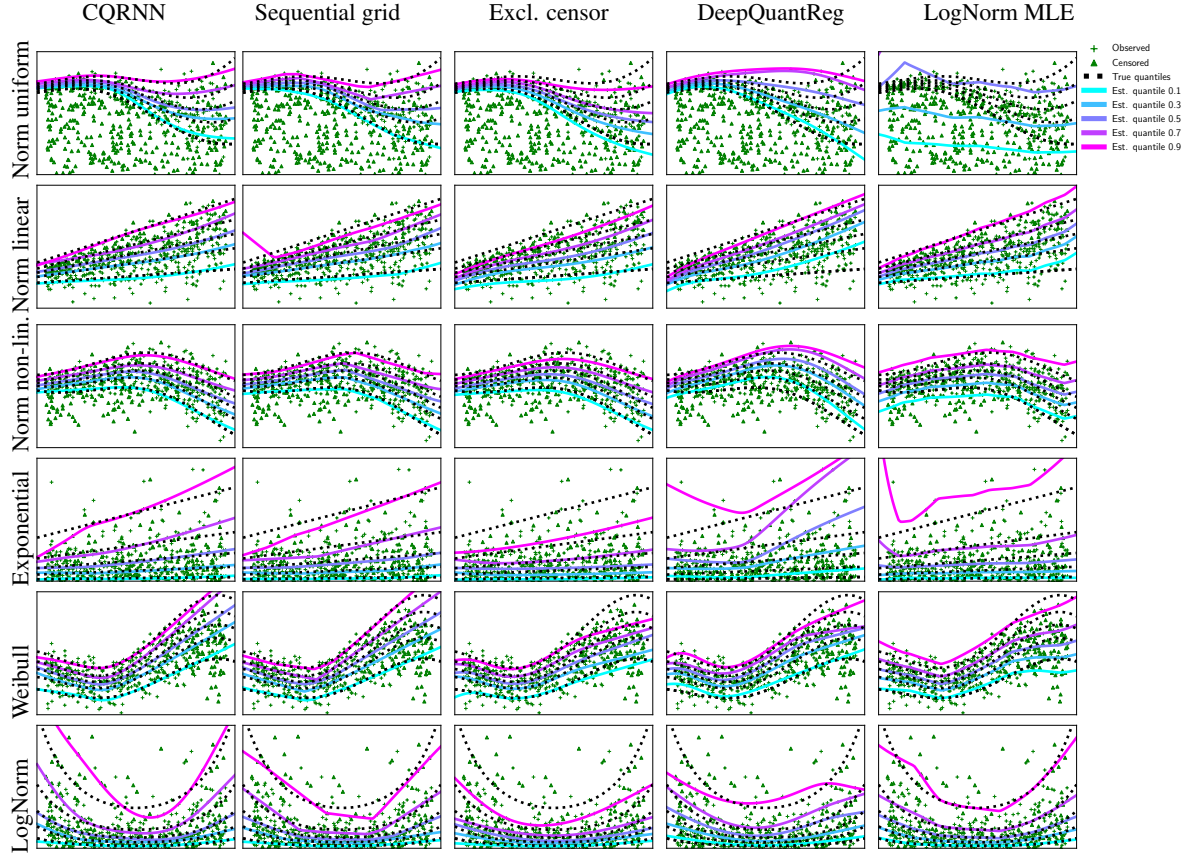 CQRNN Sequential grid Excl. censor DeepQuantReg LogNorm MLE
Norm uniform
Observed
Censored
True quantiles
Est. quantile 0.1
Est. quantile 0.3
Est. quantile 0.5
Est. quantile 0.7
Est. quantile 0.9
Norm linear
Norm non-lin.
Exponential
Weibull
LogNorm